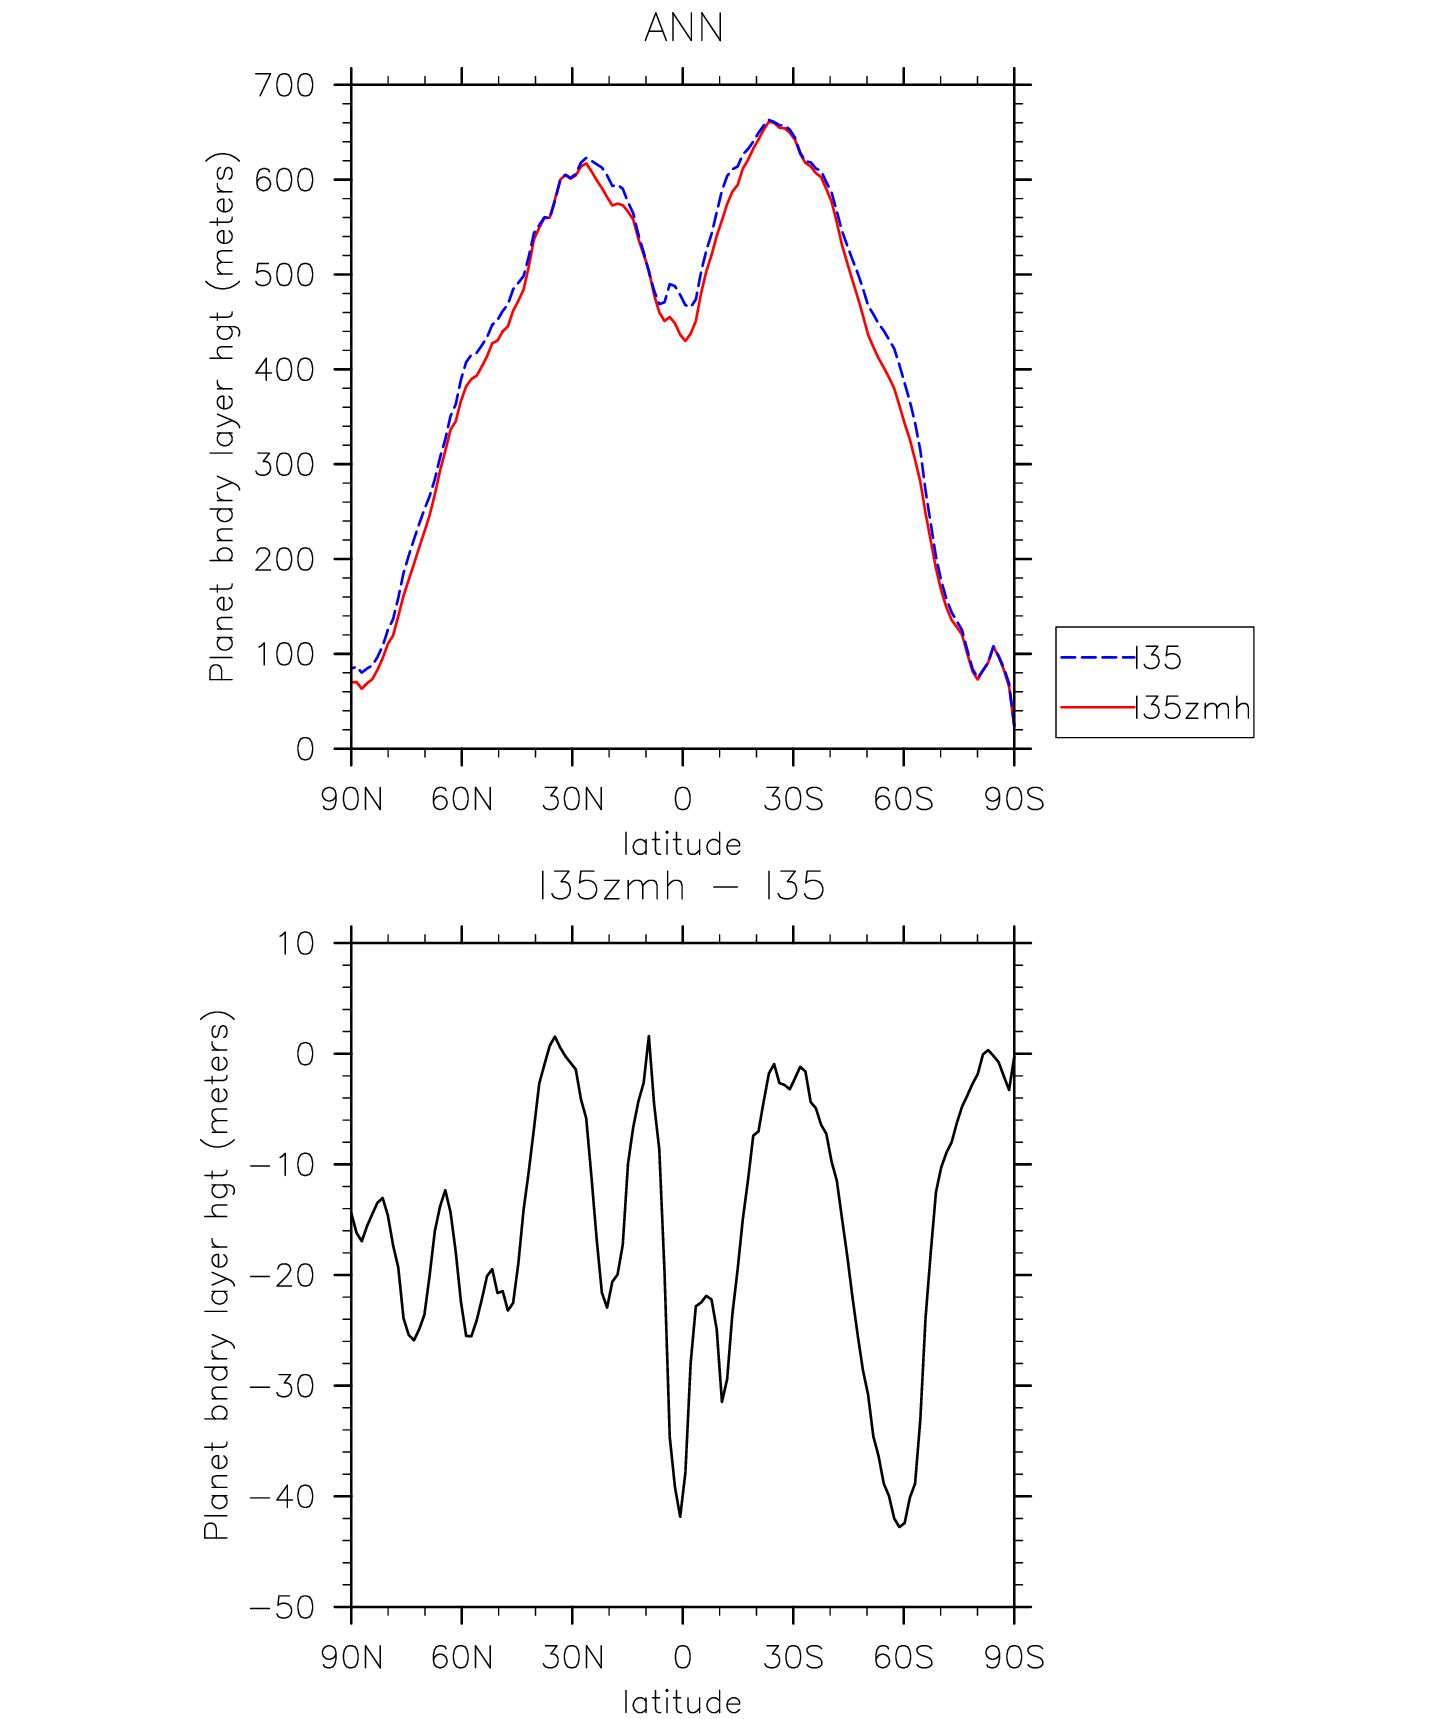 ANN
Planet bndry layer hgt (meters)
700
600
500
400
300
200
100
0
90N 60N 30N 0 30S 60S 90S
latitude
I35
I35zmh
I35zmh − I35
Planet bndry layer hgt (meters)
10
0
−10
−20
−30
−40
−50
90N 60N 30N 0 30S 60S 90S
latitude